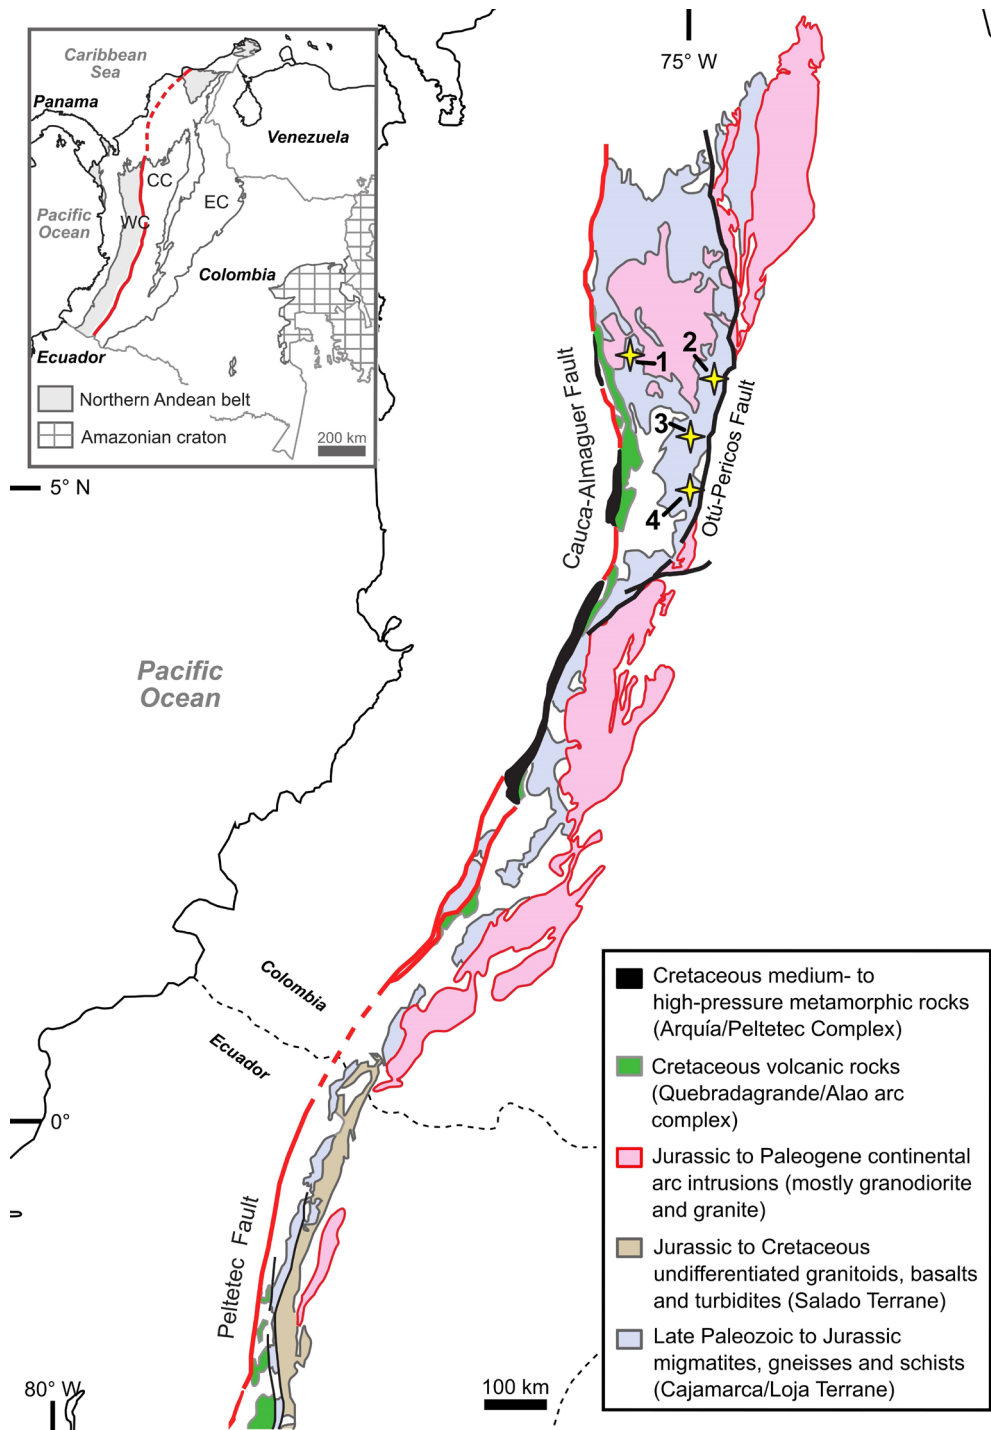 Caribbean
Sea
Panama
Venezuela
CC
EC
Pacific
Ocean
WC
Colombia
Ecuador
Northern Andean belt
Amazonian craton
200 km
75° W
5° N
1
2
3
4
Cauca-Almaguer Fault
Otú-Pericos Fault
Pacific
Ocean
Colombia
Ecuador
0°
Peltetec Fault
80° W
100 km
Cretaceous medium- to
high-pressure metamorphic rocks
(Arquía/Peltetec Complex)
Cretaceous volcanic rocks
(Quebradagrande/Alao arc
complex)
Jurassic to Paleogene continental
arc intrusions (mostly granodiorite
and granite)
Jurassic to Cretaceous
undifferentiated granitoids, basalts
and turbidites (Salado Terrane)
Late Paleozoic to Jurassic
migmatites, gneisses and schists
(Cajamarca/Loja Terrane)